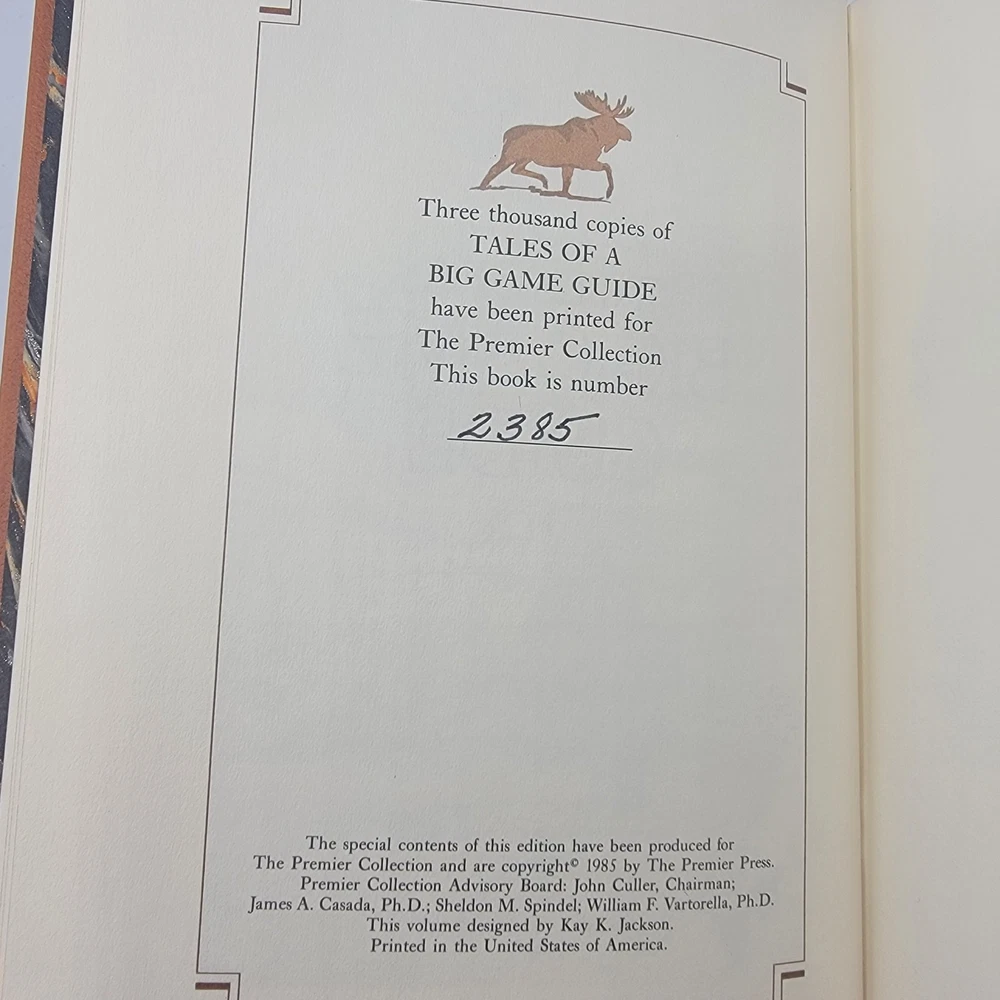 Three thousand copies of
TALES OF A
BIG GAME GUIDE
have been printed for
The Premier Collection
This book is number
2385
The special contents of this edition have been produced for
The Premier Collection and are copyright© 1985 by The Premier Press.
Premier Collection Advisory Board: John Culler, Chairman;
James A. Casada, Ph.D.; Sheldon M. Spindel; William F. Vartorella, Ph.D.
This volume designed by Kay K. Jackson.
Printed in the United States of America.